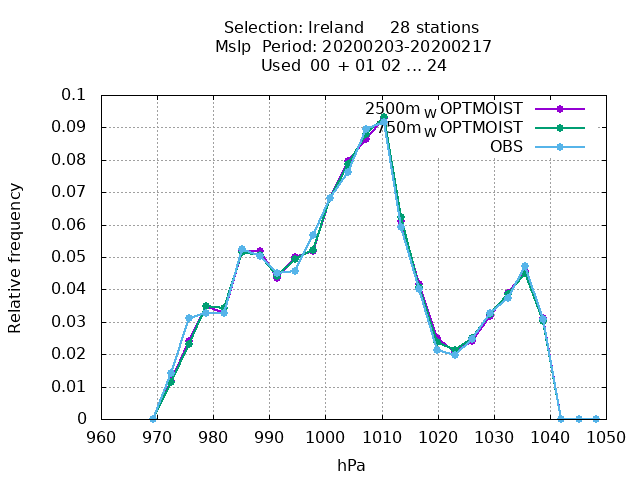 Selection: Ireland 28 stations
Mslp Period: 20200203-20200217
Used 00 + 01 02 ... 24
0.1
0.09
0.08
0.07
0.06
0.05
0.04
0.03
0.02
0.01
0
Relative frequency
2500m W OPTMOIST
750m W OPTMOIST
OBS
960 970 980 990 1000 1010 1020 1030 1040 1050
hPa